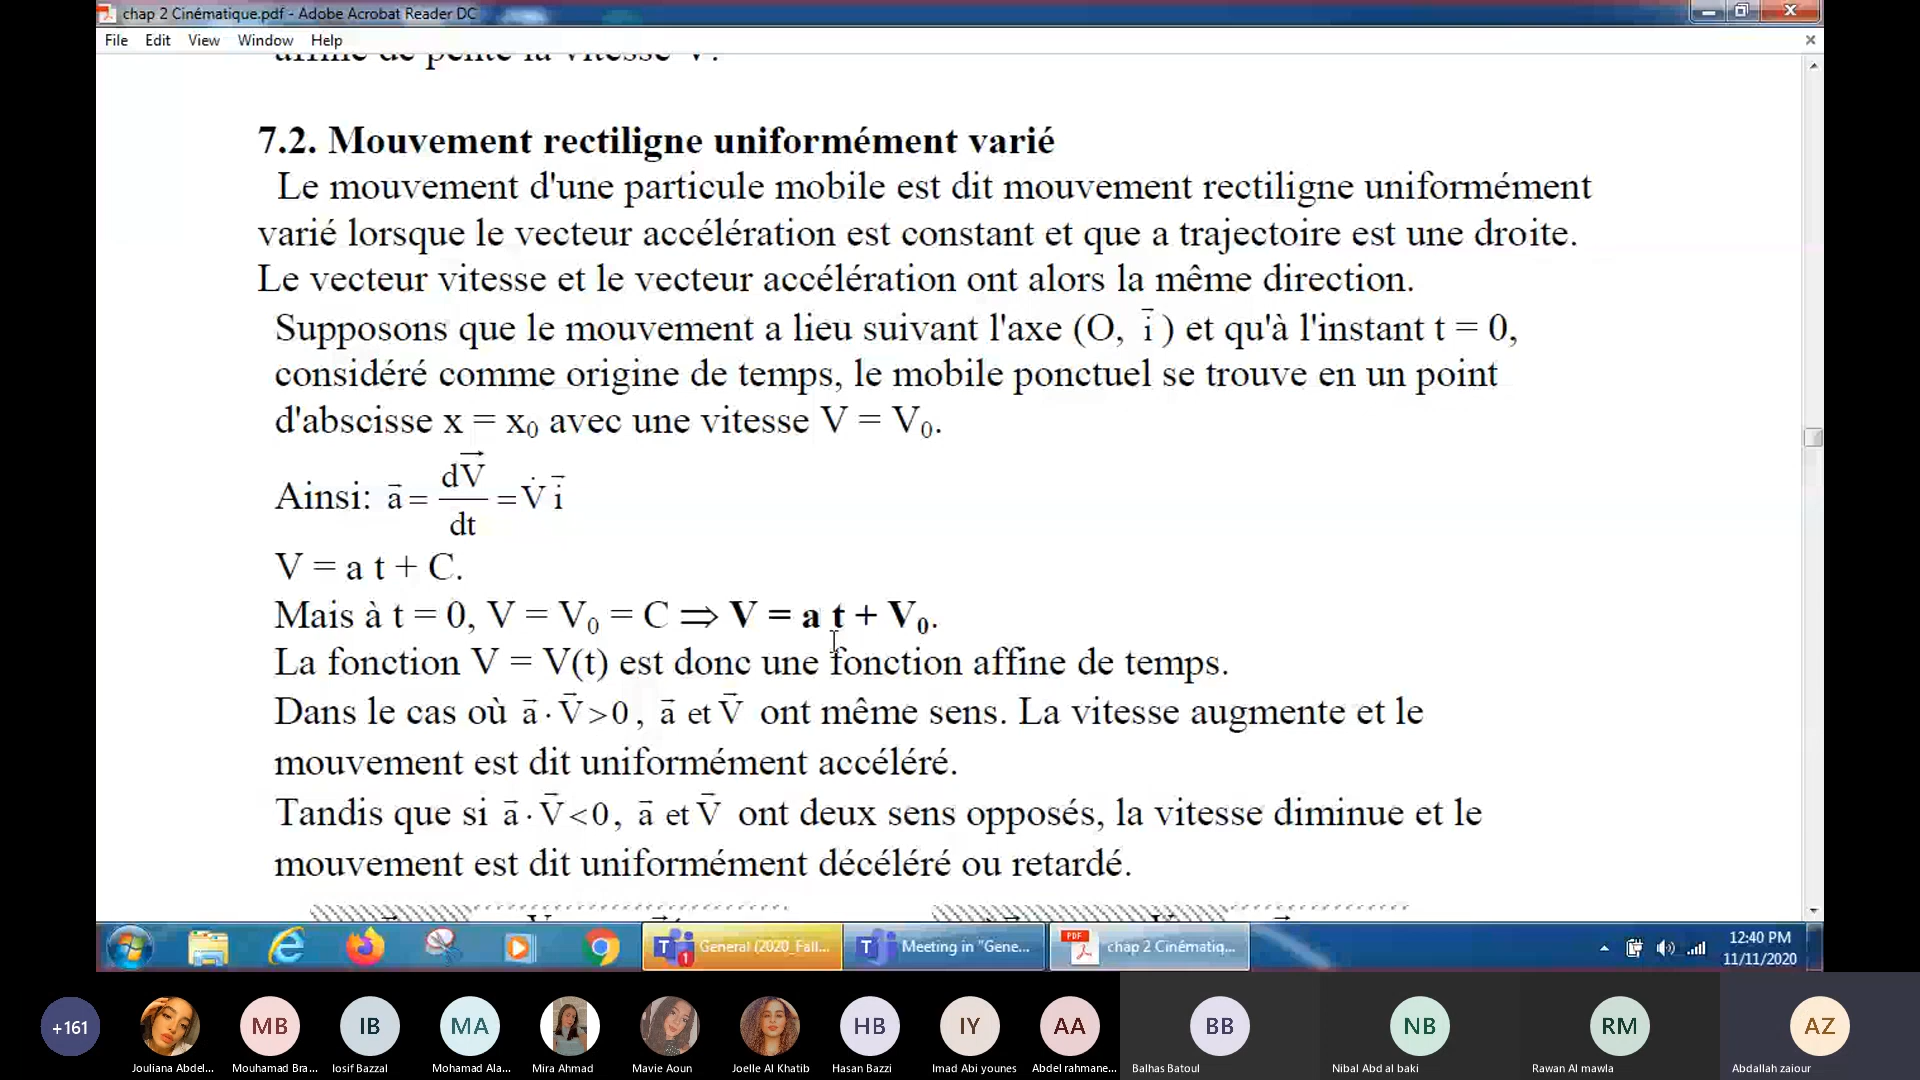 chap 2 Cinématique.pdf - Adobe Acrobat Reader DC
File Edit View Window Help
affine de pente la vitesse V.
7.2. Mouvement rectiligne uniformément varié
Le mouvement d'une particule mobile est dit mouvement rectiligne uniformément
varié lorsque le vecteur accélération est constant et que a trajectoire est une droite.
Le vecteur vitesse et le vecteur accélération ont alors la même direction.
Supposons que le mouvement a lieu suivant l'axe (O, i⃗ ) et qu'à l'instant t = 0,
considéré comme origine de temps, le mobile ponctuel se trouve en un point
d'abscisse x = x₀ avec une vitesse V = V₀.
Ainsi: a⃗ = dV⃗/dt = V̇ i⃗
V = a t + C.
Mais à t = 0, V = V₀ = C ⇒ V = a t + V₀.
La fonction V = V(t) est donc une fonction affine de temps.
Dans le cas où a⃗ · V⃗ > 0, a⃗ et V⃗ ont même sens. La vitesse augmente et le
mouvement est dit uniformément accéléré.
Tandis que si a⃗ · V⃗ < 0, a⃗ et V⃗ ont deux sens opposés, la vitesse diminue et le
mouvement est dit uniformément décéléré ou retardé.
General (2020_Fall... Meeting in "Gene... chap 2 Cinématiq...
12:40 PM
11/11/2020
+161 MB IB MA HB IY AA BB NB RM AZ
Jouliana Abdel... Mouhamad Bra... Iosif Bazzal Mohamad Ala... Mira Ahmad Mavie Aoun Joelle Al Khatib Hasan Bazzi Imad Abi younes Abdel rahmane... Balhas Batoul Nibal Abd al baki Rawan Al mawla Abdallah zaiour